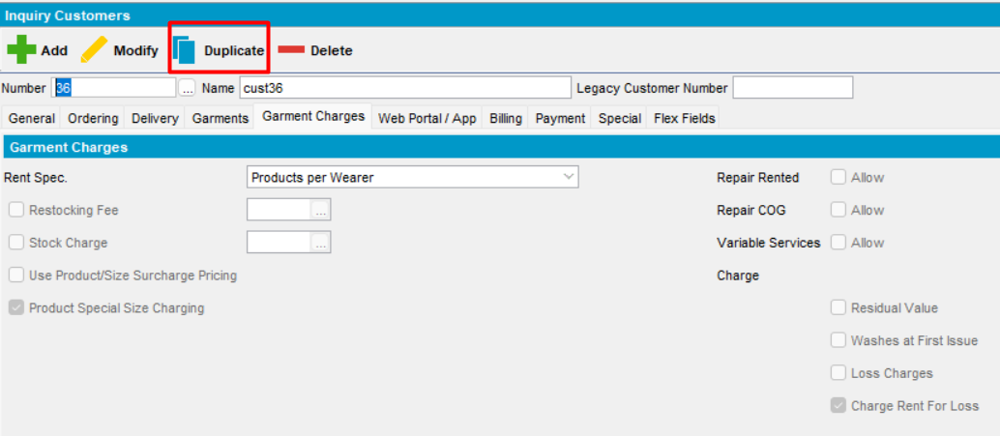 Inquiry Customers
Add Modify Duplicate Delete
Number 36 ... Name cust36 Legacy Customer Number
General Ordering Delivery Garments Garment Charges Web Portal / App Billing Payment Special Flex Fields
Garment Charges
Rent Spec. Products per Wearer Repair Rented Allow
Restocking Fee ... Repair COG Allow
Stock Charge ... Variable Services Allow
Use Product/Size Surcharge Pricing Charge
Product Special Size Charging Residual Value
Washes at First Issue
Loss Charges
Charge Rent For Loss